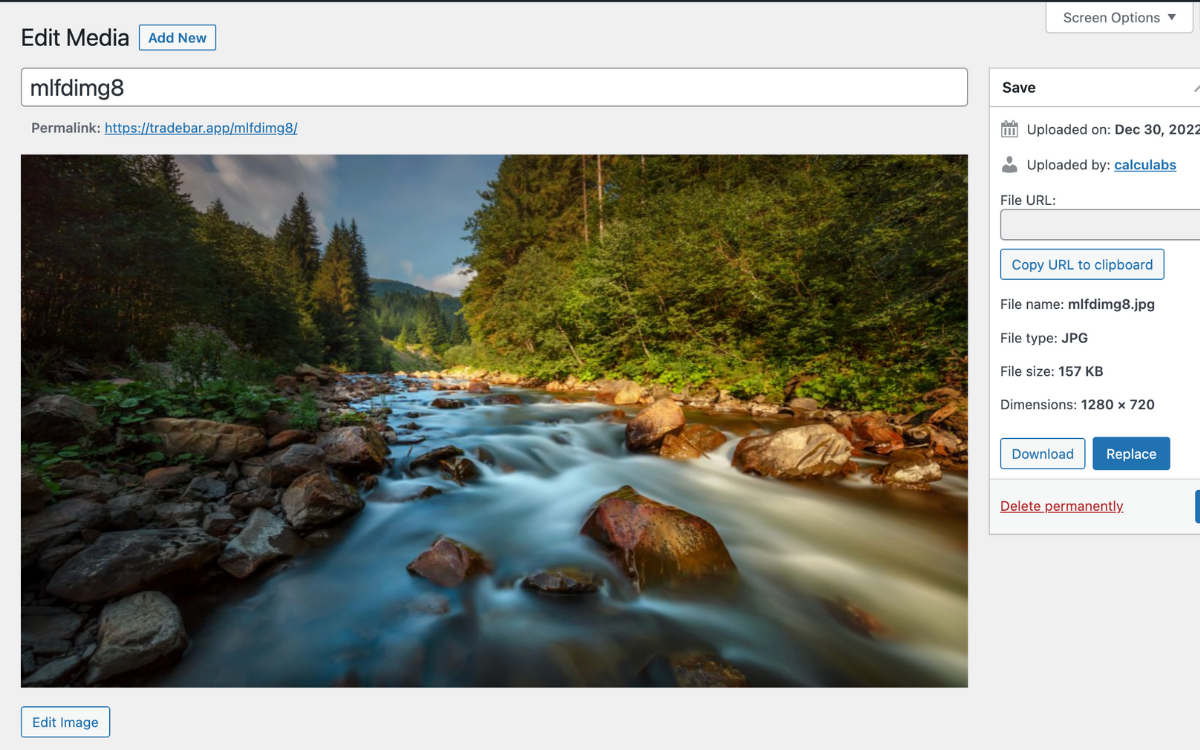 Screen Options ▼
Edit Media
Add New
mlfdimg8
Permalink: https://tradebar.app/mlfdimg8/
Edit Image
Save
Uploaded on: Dec 30, 2022
Uploaded by: calculabs
File URL:
Copy URL to clipboard
File name: mlfdimg8.jpg
File type: JPG
File size: 157 KB
Dimensions: 1280 × 720
Download
Replace
Delete permanently